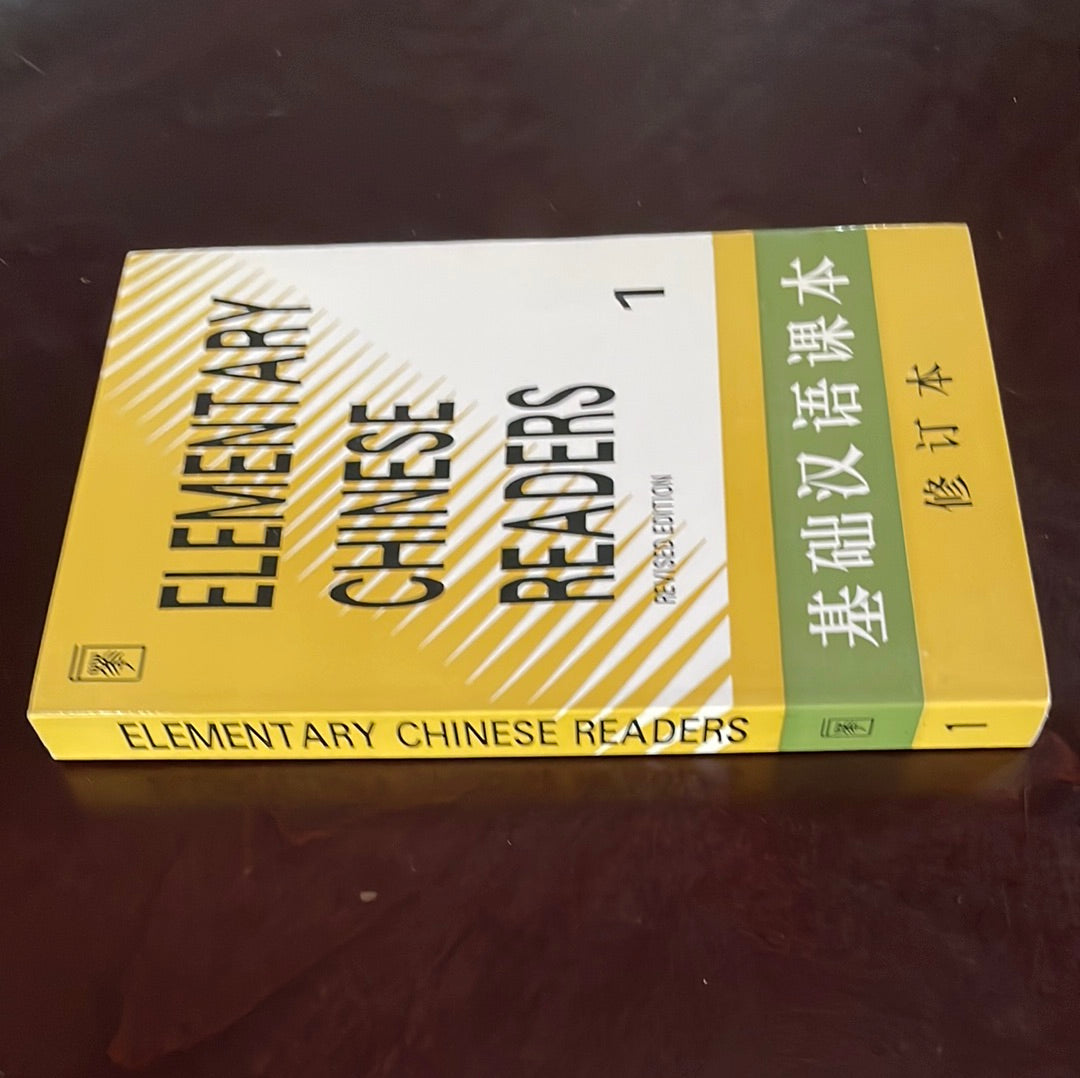 ELEMENTARY
CHINESE
READERS
1
REVISED EDITION
基础汉语课本
修订本
ELEMENTARY CHINESE READERS
1